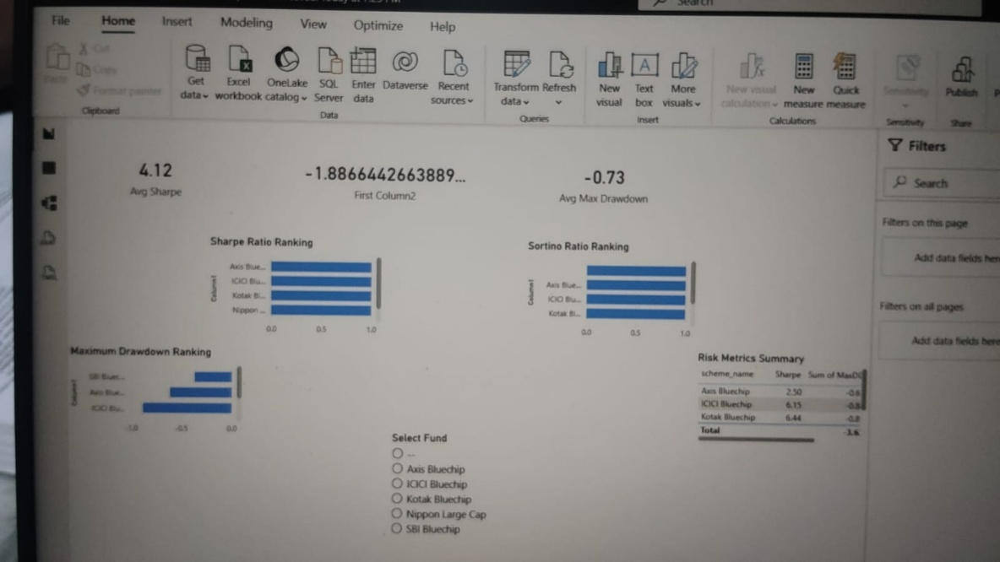 Search
File Home Insert Modeling View Optimize Help
Paste
Cut
Copy
Format painter
Clipboard
Get data
Excel workbook
OneLake catalog
SQL Server
Enter data
Dataverse
Recent sources
Data
Transform data
Refresh
Queries
New visual
Text box
More visuals
Insert
New visual calculation
New measure
Quick measure
Calculations
Sensitivity
Sensitivity
Publish
Share
4.12
Avg Sharpe
-1.8866442663889...
First Column2
-0.73
Avg Max Drawdown
Filters
Search
Filters on this page
Add data fields her
Filters on all pages
Add data fields here
Sharpe Ratio Ranking
Column1
Axis Blue...
ICICI Blu...
Kotak Bl...
Nippon ...
0.0 0.5 1.0
Sortino Ratio Ranking
Column1
Axis Blue...
ICICI Blu...
Kotak Bl...
0.0 0.5 1.0
Maximum Drawdown Ranking
Column1
SBI Bluec...
Axis Blue...
ICICI Blu...
-1.0 -0.5 0.0
Risk Metrics Summary
scheme_name Sharpe Sum of MaxD
Axis Bluechip 2.50 -0.6
ICICI Bluechip 6.15 -0.8
Kotak Bluechip 6.44 -0.8
Total -3.6
Select Fund
--
Axis Bluechip
ICICI Bluechip
Kotak Bluechip
Nippon Large Cap
SBI Bluechip